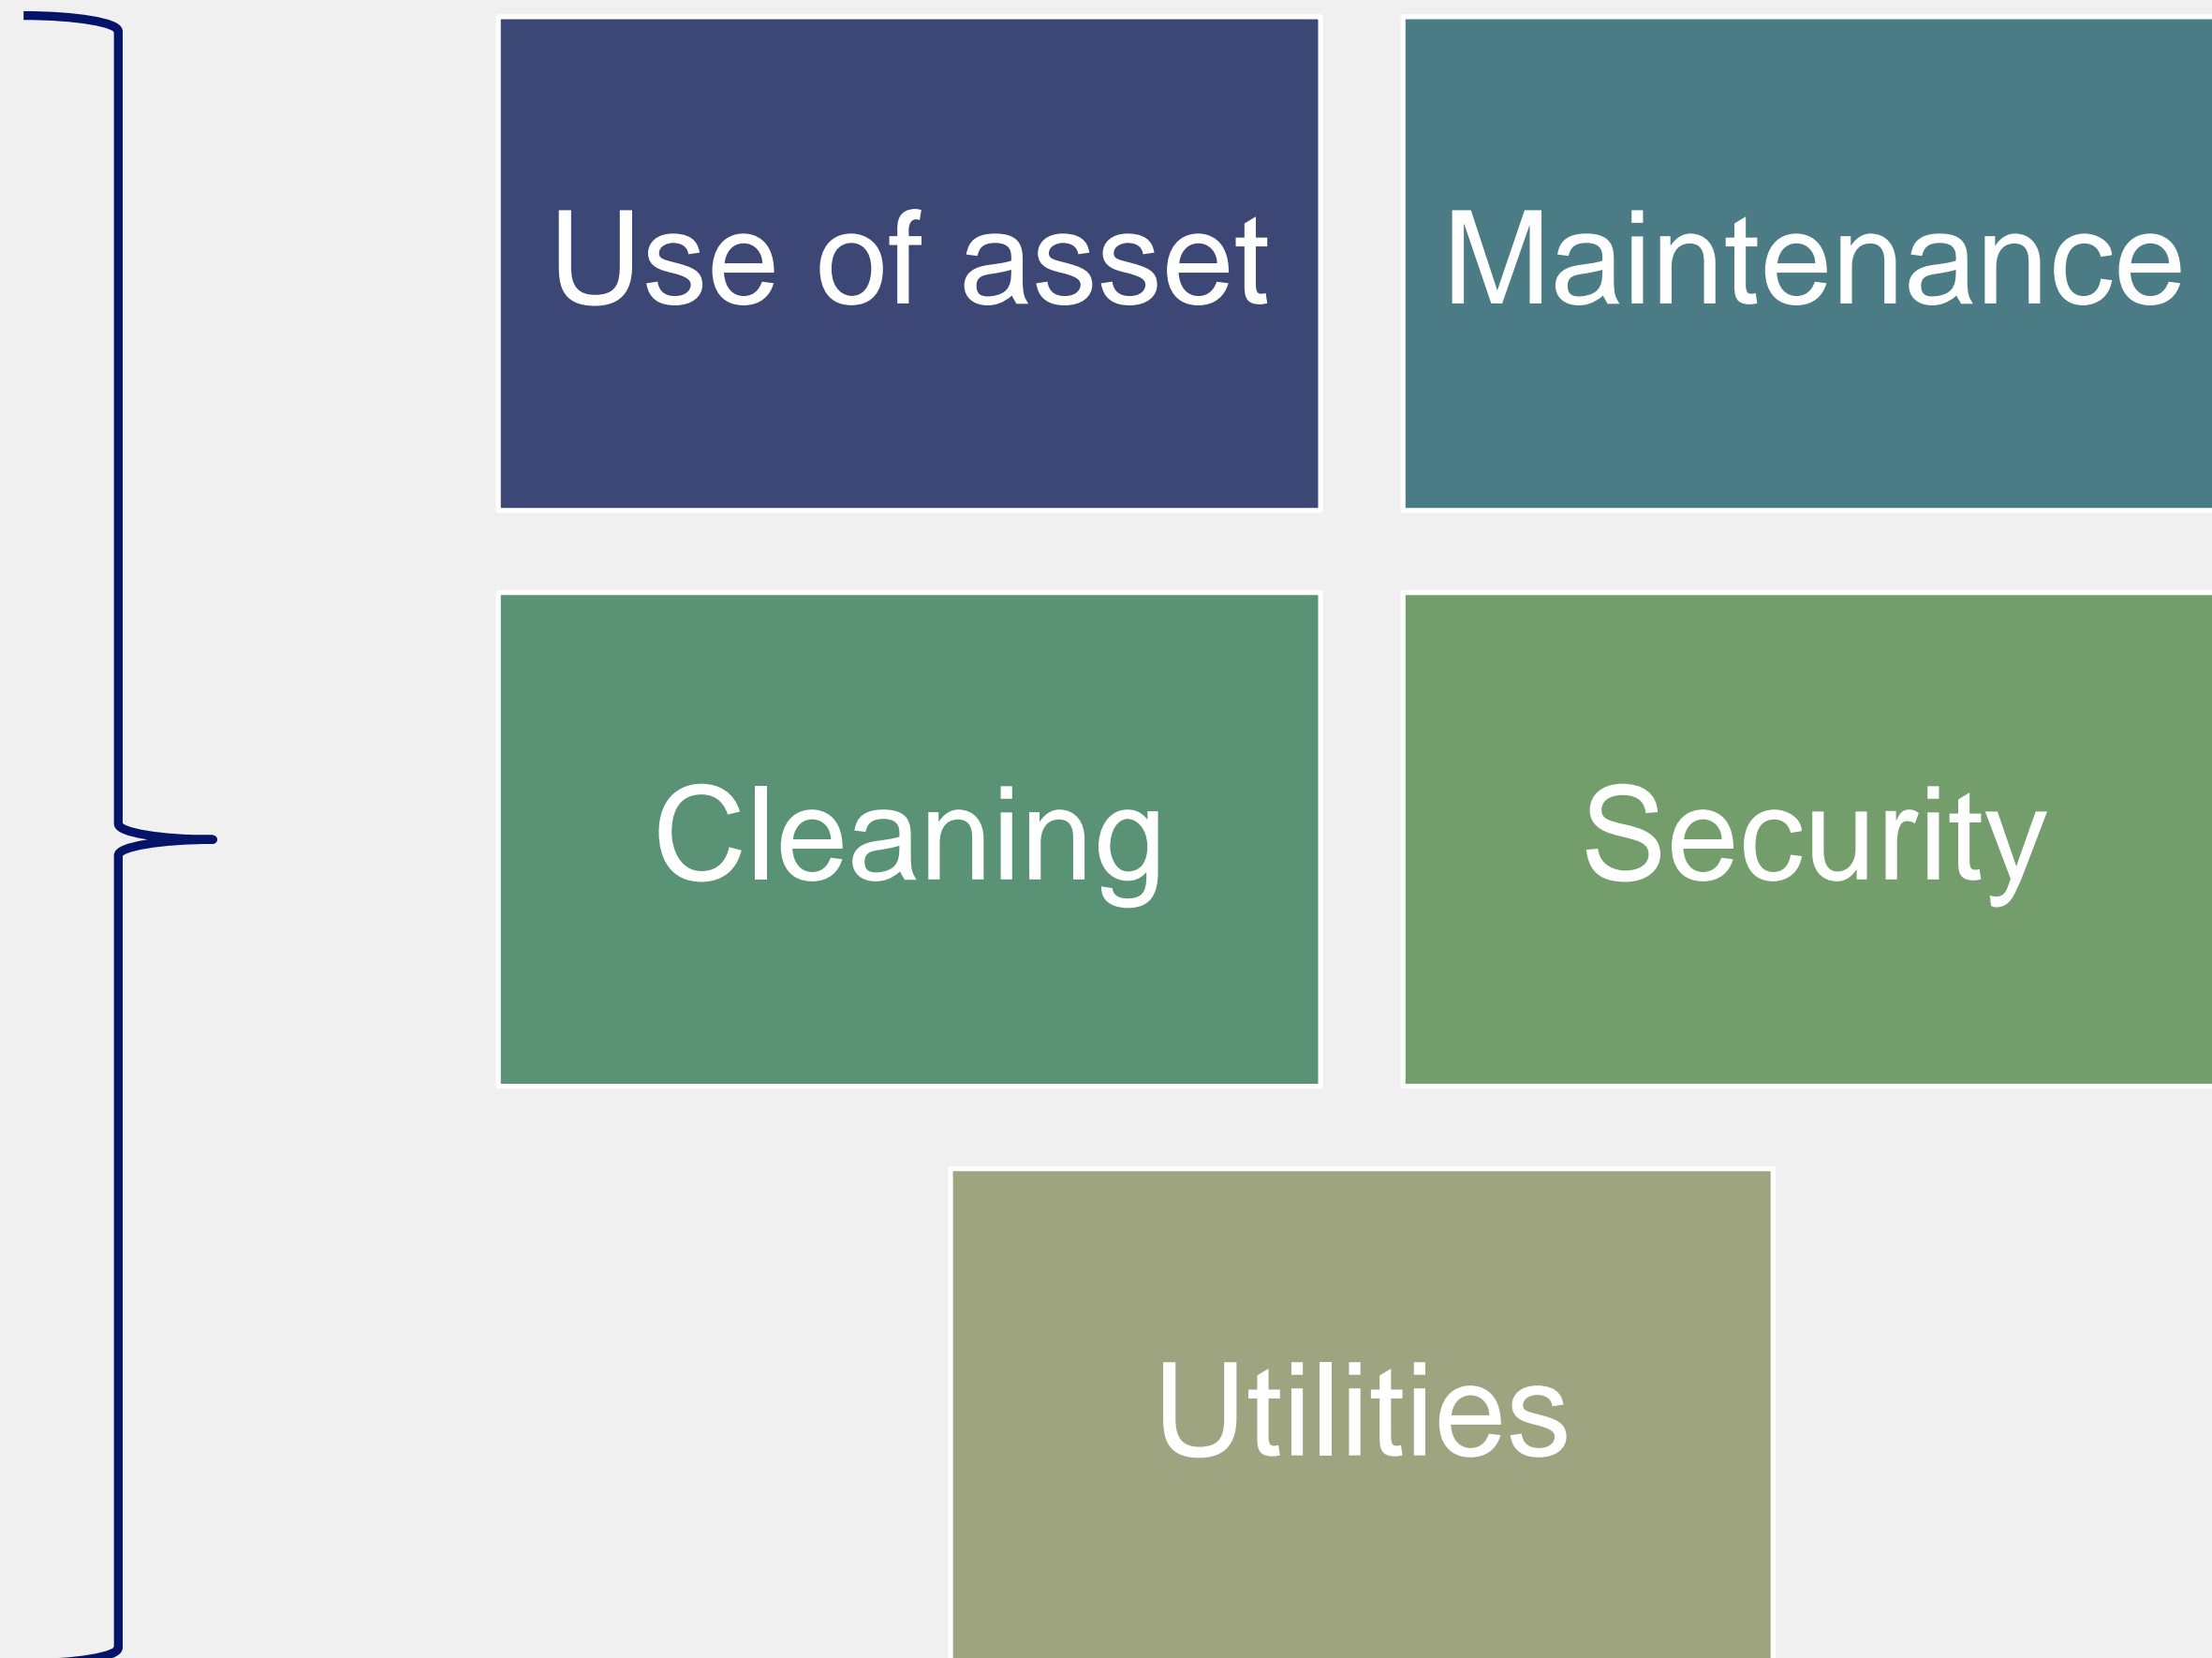 Use of asset
Maintenance
Cleaning
Security
Utilities